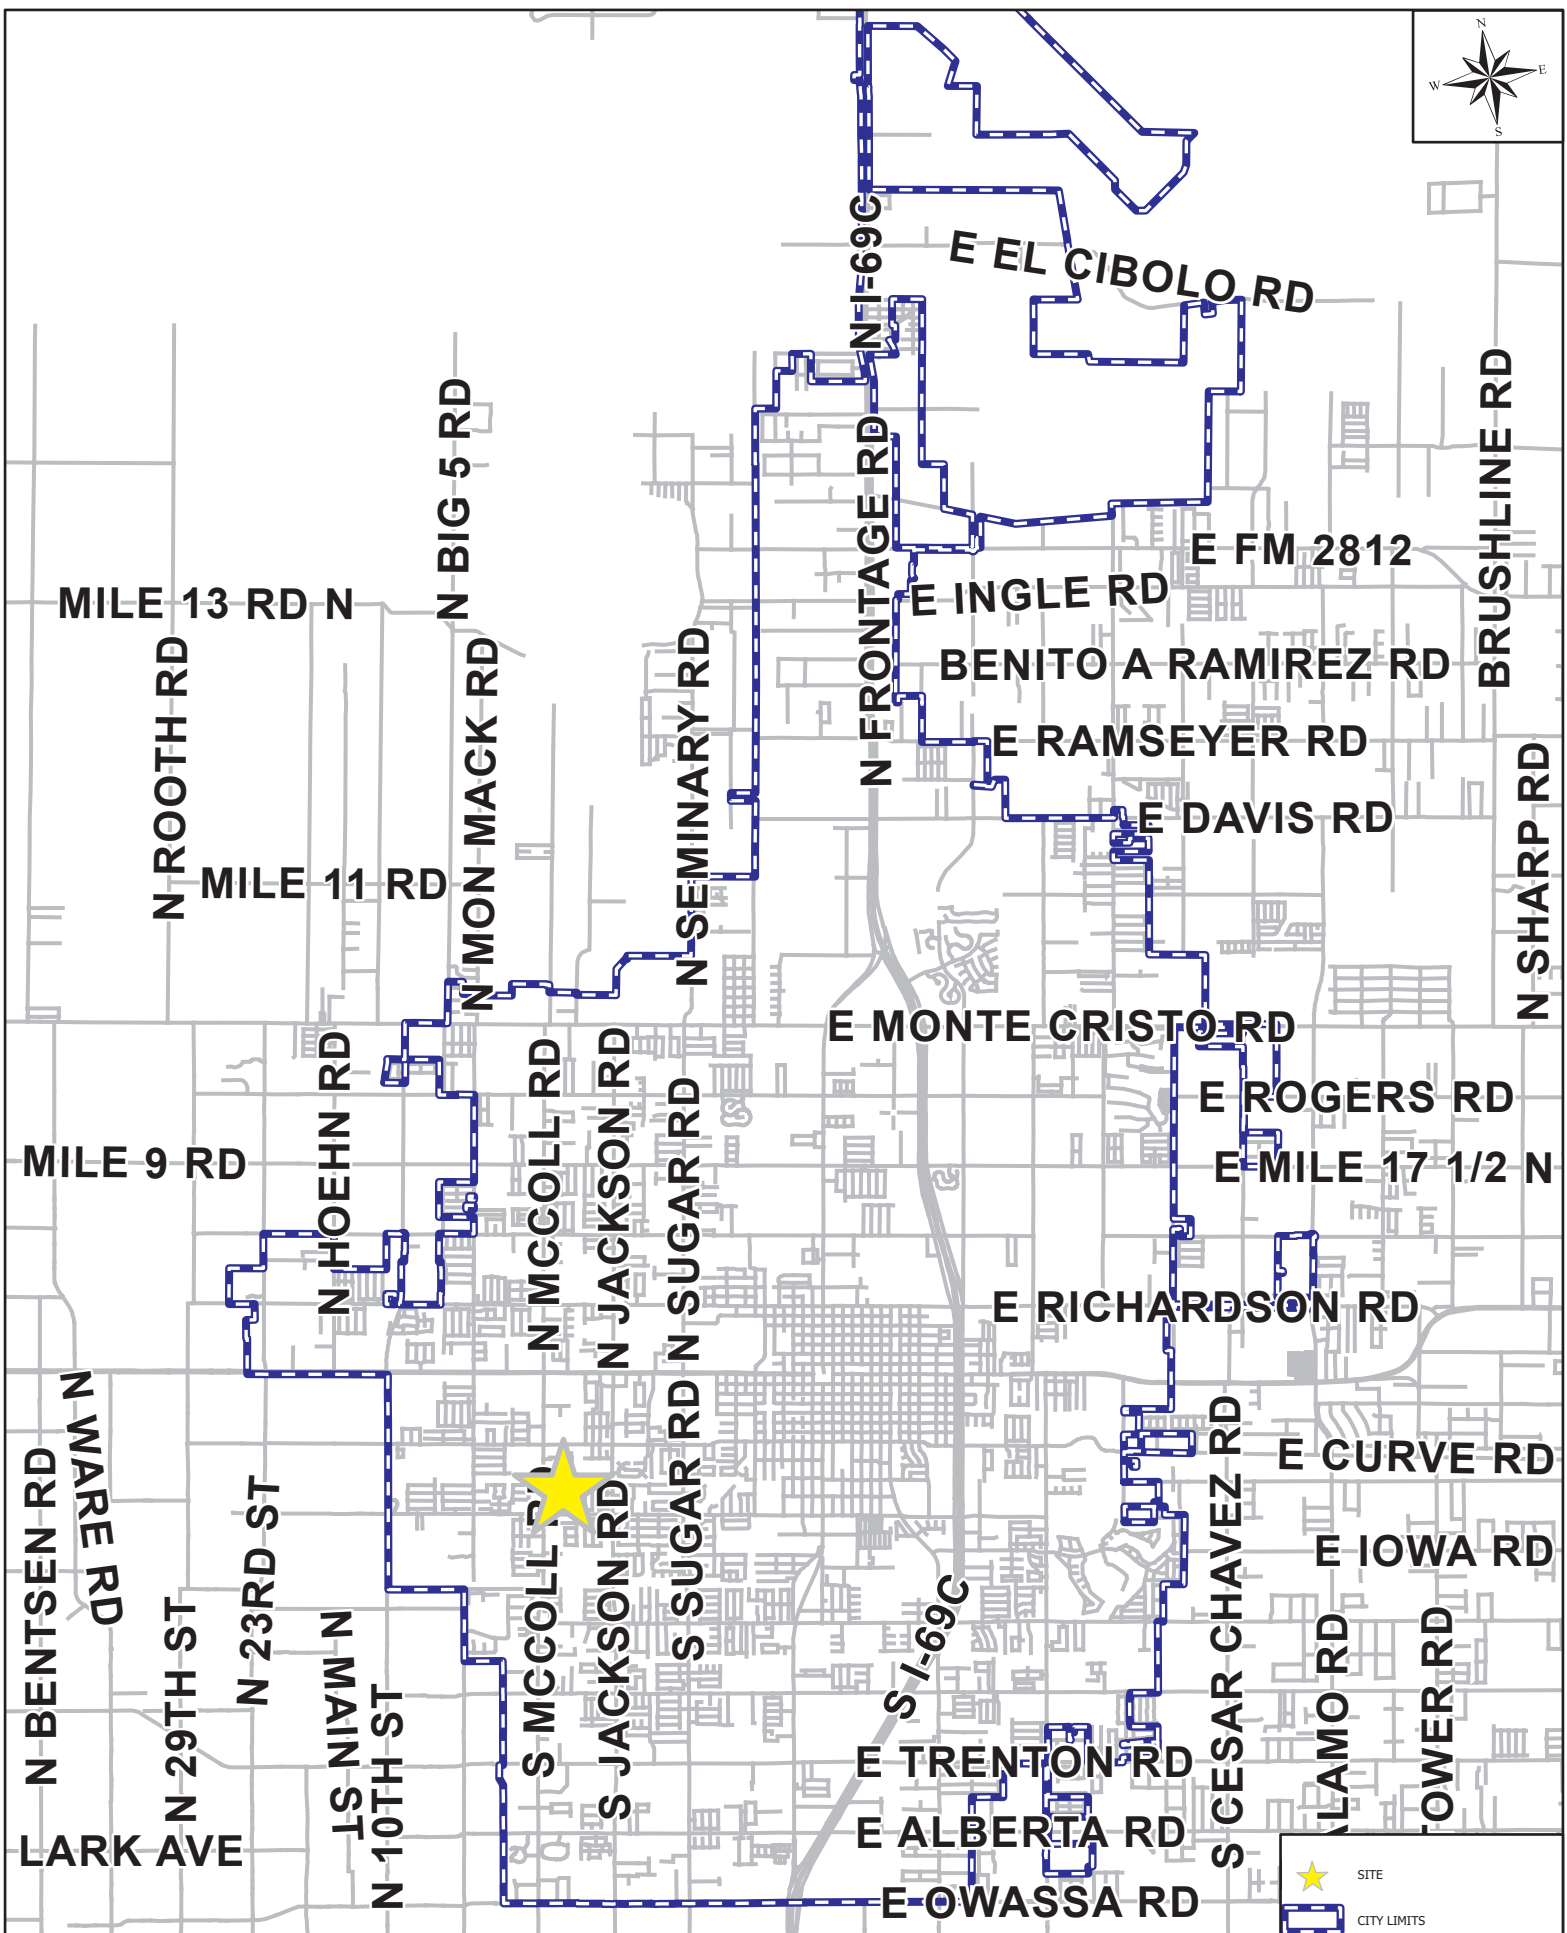 N
W
E
S
N I-69C
E EL CIBOLO RD
N BIG 5 RD
BRUSHLINE RD
N FRONTAGE RD
E FM 2812
MILE 13 RD N
E INGLE RD
N ROOTH RD
N MON MACK RD
N SEMINARY RD
BENITO A RAMIREZ RD
E RAMSEYER RD
N SHARP RD
E DAVIS RD
MILE 11 RD
E MONTE CRISTO RD
N HOEHN RD
N MCCOLL RD
N JACKSON RD
N SUGAR RD
E ROGERS RD
MILE 9 RD
E MILE 17 1/2 N
E RICHARDSON RD
N WARE RD
S SUGAR RD
S CESAR CHAVEZ RD
E CURVE RD
N BENTSEN RD
N 23RD ST
S MCCOLL RD
S JACKSON RD
E IOWA RD
N 29TH ST
N MAIN ST
S I-69C
ALAMO RD
TOWER RD
N 10TH ST
E TRENTON RD
E ALBERTA RD
LARK AVE
E OWASSA RD
SITE
CITY LIMITS